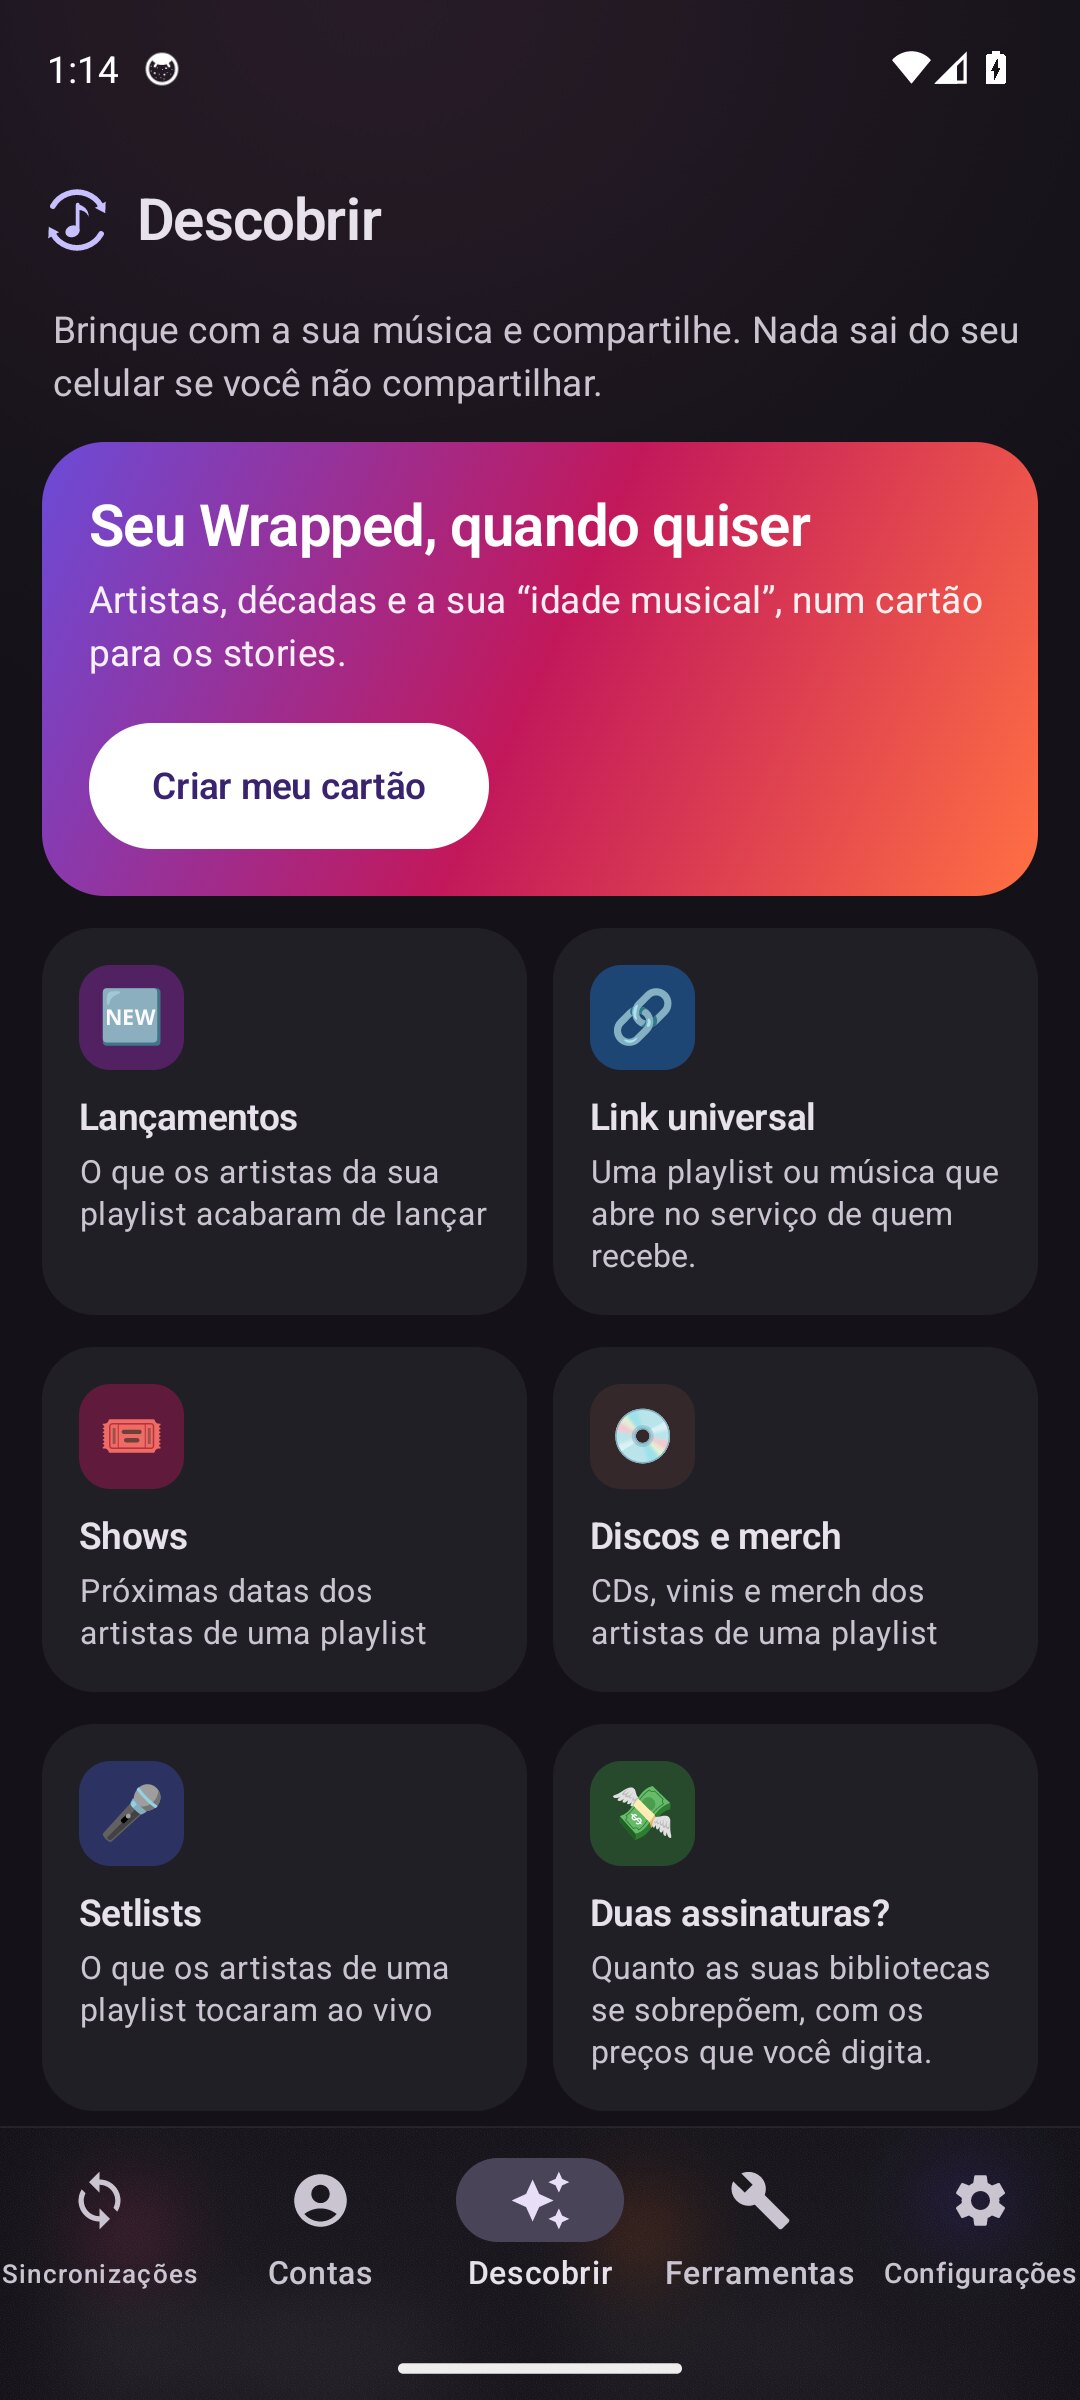 1:14
Descobrir
Brinque com a sua música e compartilhe. Nada sai do seu
celular se você não compartilhar.
Seu Wrapped, quando quiser
Artistas, décadas e a sua “idade musical”, num cartão
para os stories.
Criar meu cartão
NEW
Lançamentos
O que os artistas da sua
playlist acabaram de lançar
Link universal
Uma playlist ou música que
abre no serviço de quem
recebe.
Shows
Próximas datas dos
artistas de uma playlist
Discos e merch
CDs, vinis e merch dos
artistas de uma playlist
Setlists
O que os artistas de uma
playlist tocaram ao vivo
Duas assinaturas?
Quanto as suas bibliotecas
se sobrepõem, com os
preços que você digita.
Sincronizações
Contas
Descobrir
Ferramentas
Configurações